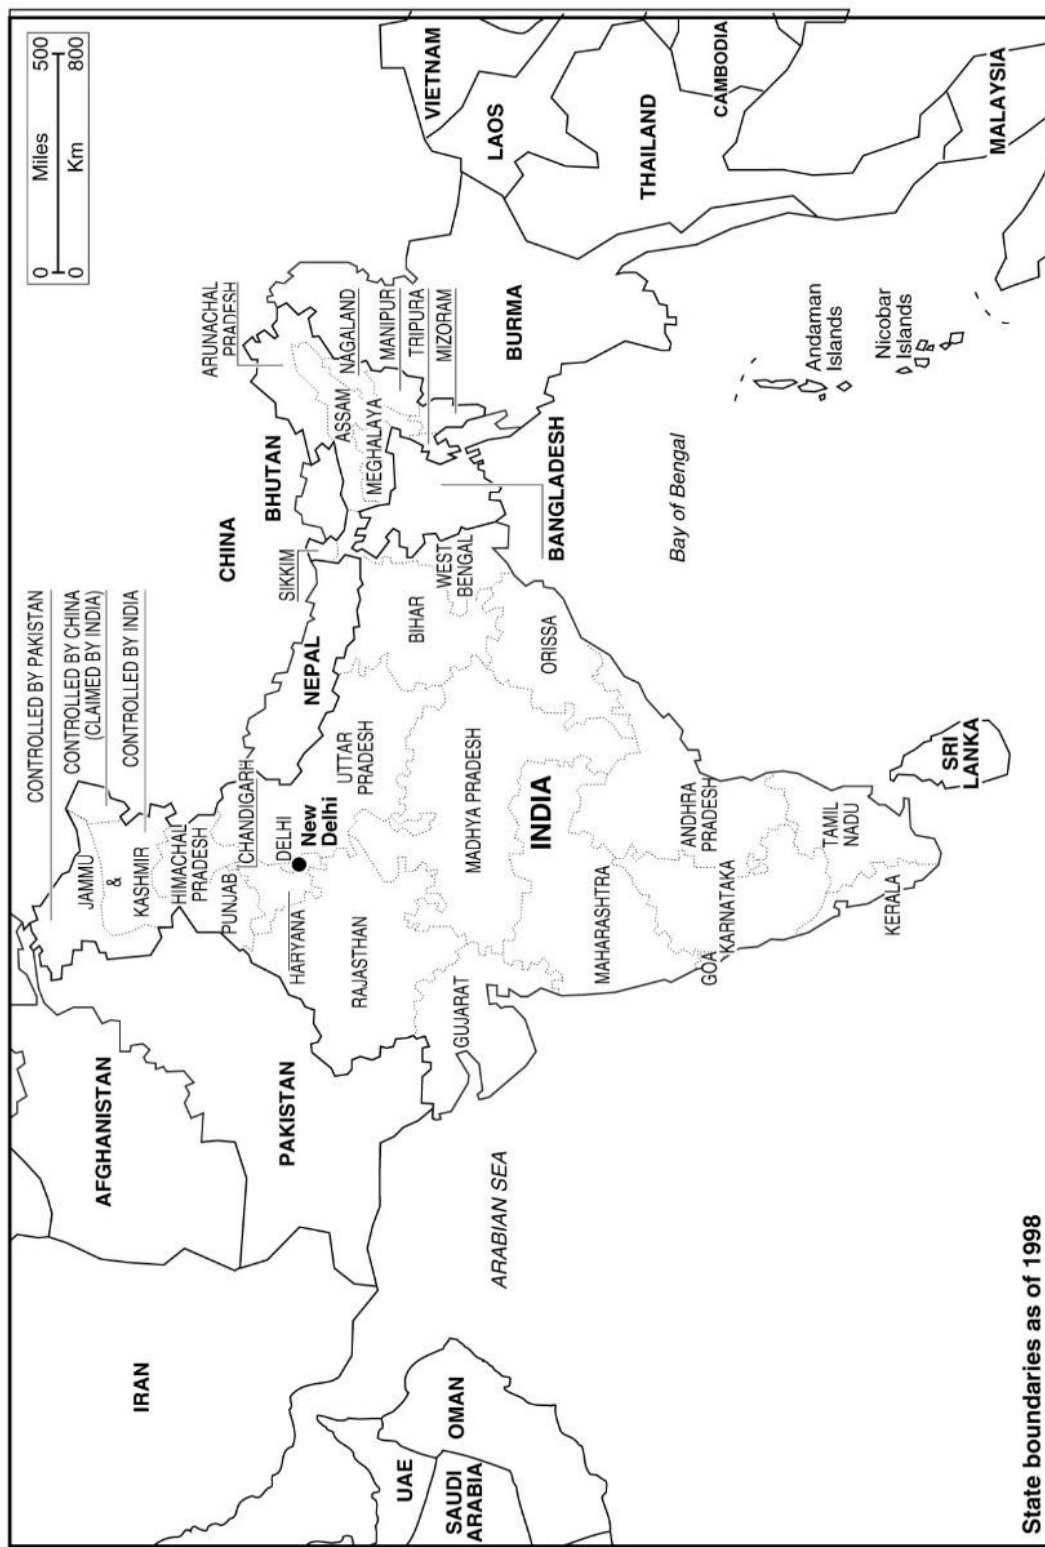 0 Miles 500
0 Km 800
CONTROLLED BY PAKISTAN
CONTROLLED BY CHINA
(CLAIMED BY INDIA)
CONTROLLED BY INDIA
AFGHANISTAN
IRAN
JAMMU
&
KASHMIR
HIMACHAL
PRADESH
PUNJAB
CHANDIGARH
CHINA
ARUNACHAL
PRADESH
BHUTAN
SIKKIM
NEPAL
PAKISTAN
HARYANA
DELHI
New
Delhi
RAJASTHAN
UTTAR
PRADESH
BIHAR
WEST
BENGAL
ASSAM
MEGHALAYA
NAGALAND
MANIPUR
TRIPURA
MIZORAM
BURMA
VIETNAM
LAOS
THAILAND
CAMBODIA
MALAYSIA
UAE
OMAN
SAUDI
ARABIA
ARABIAN SEA
GUJARAT
MADHYA PRADESH
INDIA
ORISSA
BANGLADESH
MAHARASHTRA
ANDHRA
PRADESH
GOA
KARNATAKA
Bay of Bengal
TAMIL
NADU
KERALA
SRI
LANKA
Andaman
Islands
Nicobar
Islands
State boundaries as of 1998